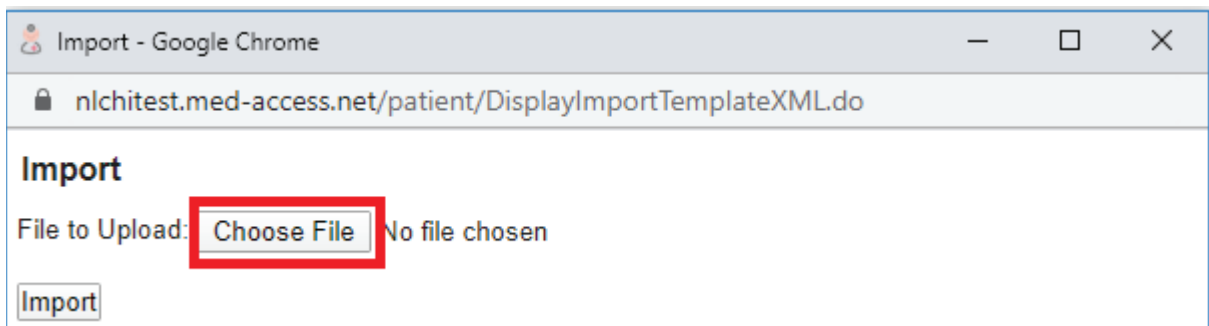 Import - Google Chrome
nlchitest.med-access.net/patient/DisplayImportTemplateXML.do
Import
File to Upload: Choose File No file chosen
Import